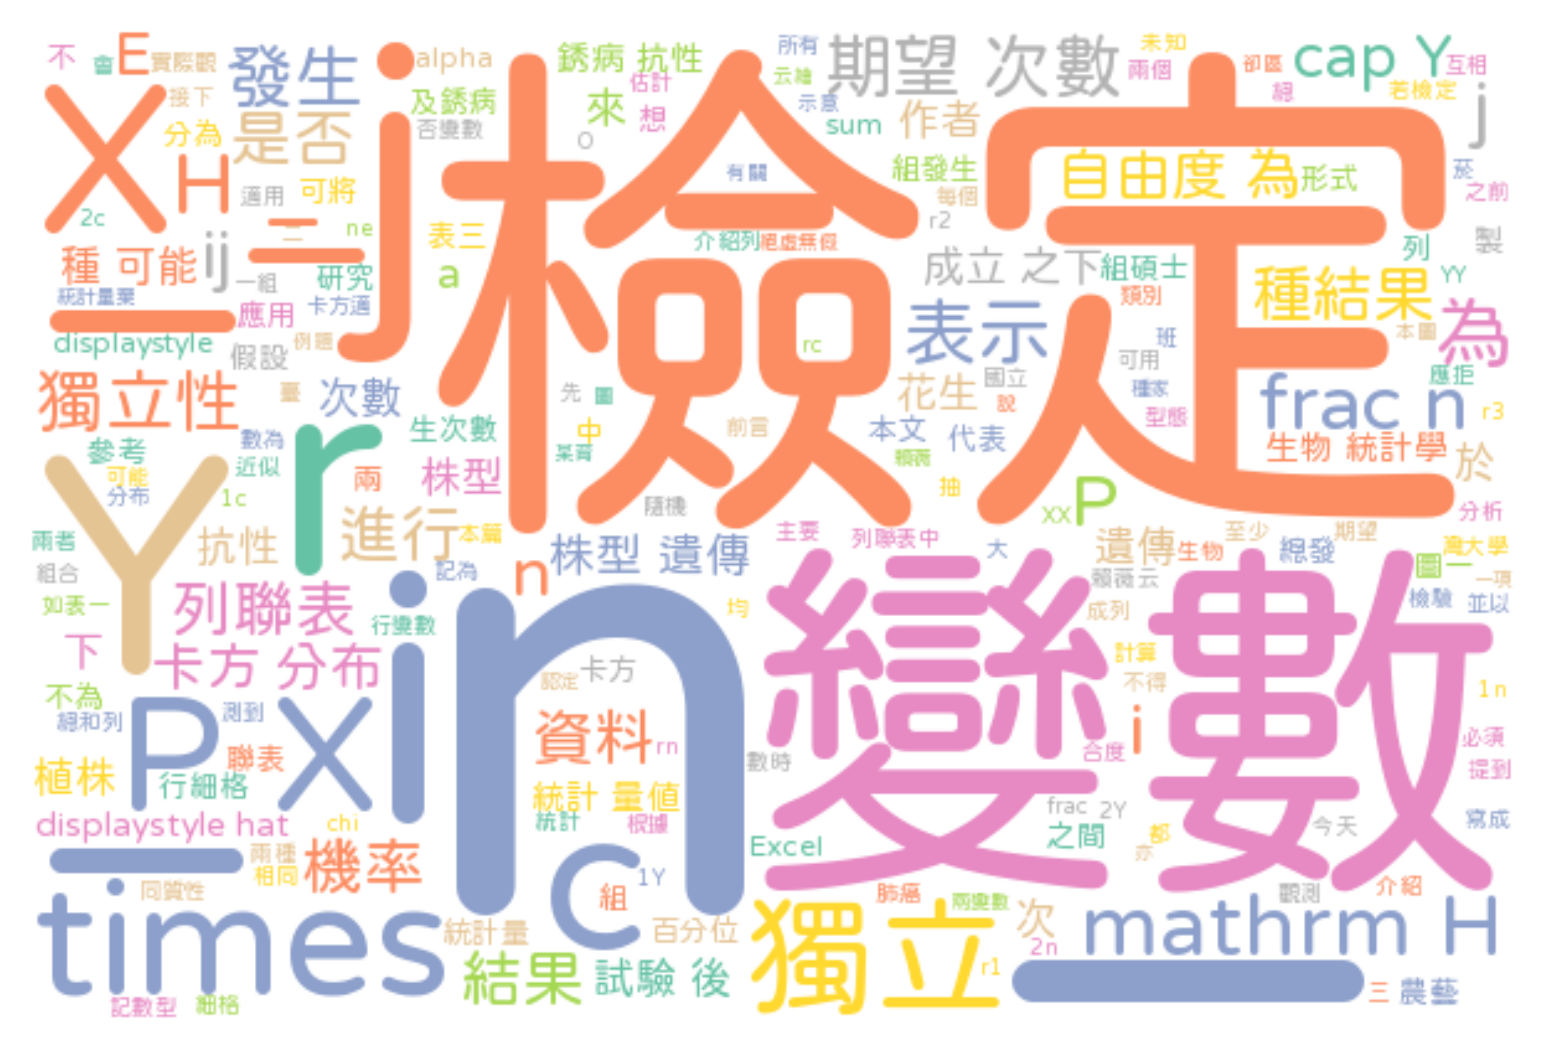 不
會
E
實際觀
發生
j
alpha
銹病 抗性
所有
期望 次數
未知
cap Y
互相
兩個
卻區
若檢定
云繪
估計
X_j
接下
及銹病
來
想
示意
sum
作者
檢定
分為
是否
否變數
O
H
二
適用
可將
有關
組發生
每個
自由度 為
形式
菸
之前
2c
ne
表三
r2
介紹列
絕虛無假
種 可能
ij
一組
研究
a
成立 之下
組碩士
列
製
YY
種結果
統計量棄
卡方適
應用
類別
為
displaystyle
假設
例題
rc
表示
班
可用
本圖
應拒
獨立性
臺
次數
先
圖
花生
國立
說
種家
型態
frac n
r3
參考
數為
近似
r
生次數
中
某育
前言
本文
賴薇
代表
生物 統計學
於
可能
分布
1c
兩
株型
抽
Y
隨機
xx
P
分析
兩者
抗性
進行
本篇
主要
列聯表中
遺傳
生物
至少
期望
灣大學
組合
記為
n
株型 遺傳
大
總發
圖一
一項
賴薇云
如表一
列聯表
行變數
in
均
變數
成列
檢驗
並以
下
卡方 分布
認定
卡方
計算
不得
不為
總和列
P
測到
X
資料
rn
i
1n
必須
聯表
合度
植株
行細格
數時
提到
統計 量值
統計
根據
frac
2Y
displaystyle hat
chi
Excel
之間
都
亦
今天
寫成
兩種
相同
機率
c
1Y
組
同質性
肺癌
兩變數
觀測
介紹
times
統計量
百分位
獨立
次
2n
mathrm H
結果
試驗 後
r1
三
農藝
記數型
細格